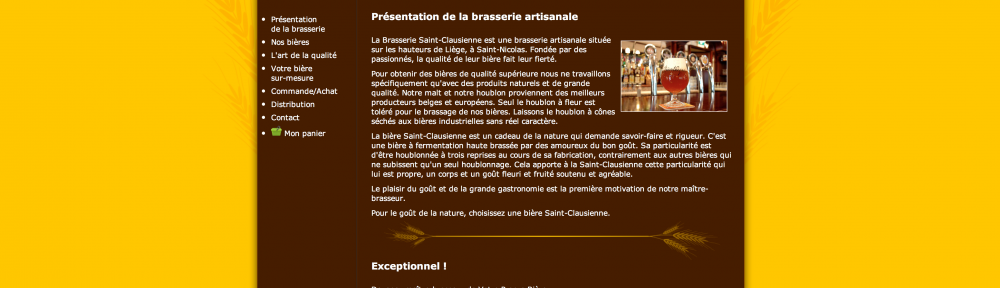 Présentation
de la brasserie
Nos bières
L'art de la qualité
Votre bière
sur-mesure
Commande/Achat
Distribution
Contact
Mon panier
Présentation de la brasserie artisanale
La Brasserie Saint-Clausienne est une brasserie artisanale située
sur les hauteurs de Liège, à Saint-Nicolas. Fondée par des
passionnés, la qualité de leur bière fait leur fierté.
Pour obtenir des bières de qualité supérieure nous ne travaillons
spécifiquement qu'avec des produits naturels et de grande
qualité. Notre malt et notre houblon proviennent des meilleurs
producteurs belges et européens. Seul le houblon à fleur est
toléré pour le brassage de nos bières. Laissons le houblon à cônes
séchés aux bières industrielles sans réel caractère.
La bière Saint-Clausienne est un cadeau de la nature qui demande savoir-faire et rigueur. C'est
une bière à fermentation haute brassée par des amoureux du bon goût. Sa particularité est
d'être houblonnée à trois reprises au cours de sa fabrication, contrairement aux autres bières qui
ne subissent qu'un seul houblonnage. Cela apporte à la Saint-Clausienne cette particularité qui
lui est propre, un corps et un goût fleuri et fruité soutenu et agréable.
Le plaisir du goût et de la grande gastronomie est la première motivation de notre maître-
brasseur.
Pour le goût de la nature, choisissez une bière Saint-Clausienne.
Exceptionnel !